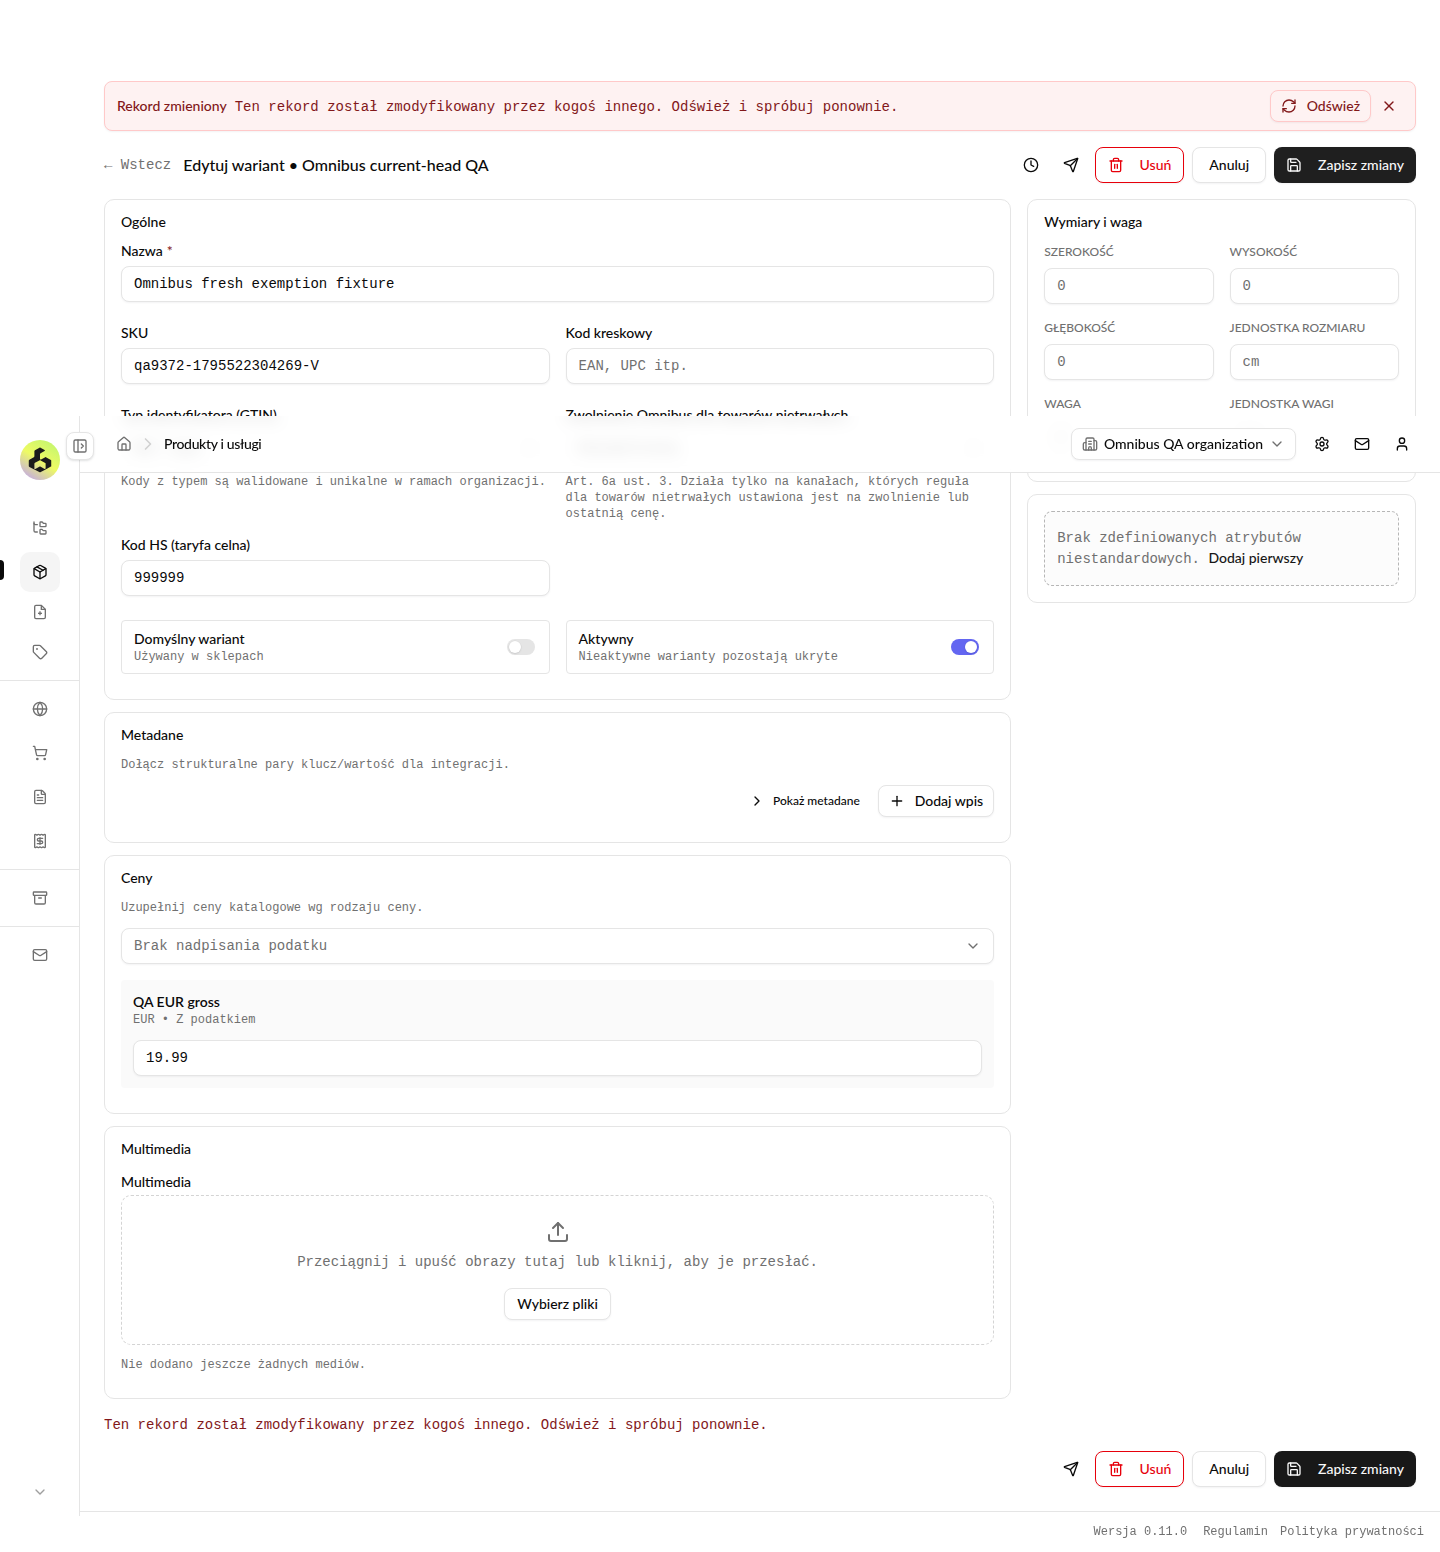 Rekord zmieniony Ten rekord został zmodyfikowany przez kogoś innego. Odśwież i spróbuj ponownie.
Odśwież
← Wstecz Edytuj wariant • Omnibus current-head QA
Usuń
Anuluj
Zapisz zmiany
Ogólne
Nazwa *
Omnibus fresh exemption fixture
SKU
Kod kreskowy
qa9372-1795522304269-V
EAN, UPC itp.
Typ identyfikatora (GTIN)
Zwolnienie Omnibus dla towarów nietrwałych
Kody z typem są walidowane i unikalne w ramach organizacji.
Art. 6a ust. 3. Działa tylko na kanałach, których reguła
dla towarów nietrwałych ustawiona jest na zwolnienie lub
ostatnią cenę.
Kod HS (taryfa celna)
999999
Domyślny wariant
Używany w sklepach
Aktywny
Nieaktywne warianty pozostają ukryte
Wymiary i waga
SZEROKOŚĆ
WYSOKOŚĆ
0
0
GŁĘBOKOŚĆ
JEDNOSTKA ROZMIARU
0
cm
WAGA
JEDNOSTKA WAGI
Produkty i usługi
Omnibus QA organization
Brak zdefiniowanych atrybutów
niestandardowych. Dodaj pierwszy
Metadane
Dołącz strukturalne pary klucz/wartość dla integracji.
Pokaż metadane
Dodaj wpis
Ceny
Uzupełnij ceny katalogowe wg rodzaju ceny.
Brak nadpisania podatku
QA EUR gross
EUR • Z podatkiem
19.99
Multimedia
Multimedia
Przeciągnij i upuść obrazy tutaj lub kliknij, aby je przesłać.
Wybierz pliki
Nie dodano jeszcze żadnych mediów.
Ten rekord został zmodyfikowany przez kogoś innego. Odśwież i spróbuj ponownie.
Usuń
Anuluj
Zapisz zmiany
Wersja 0.11.0 Regulamin Polityka prywatności